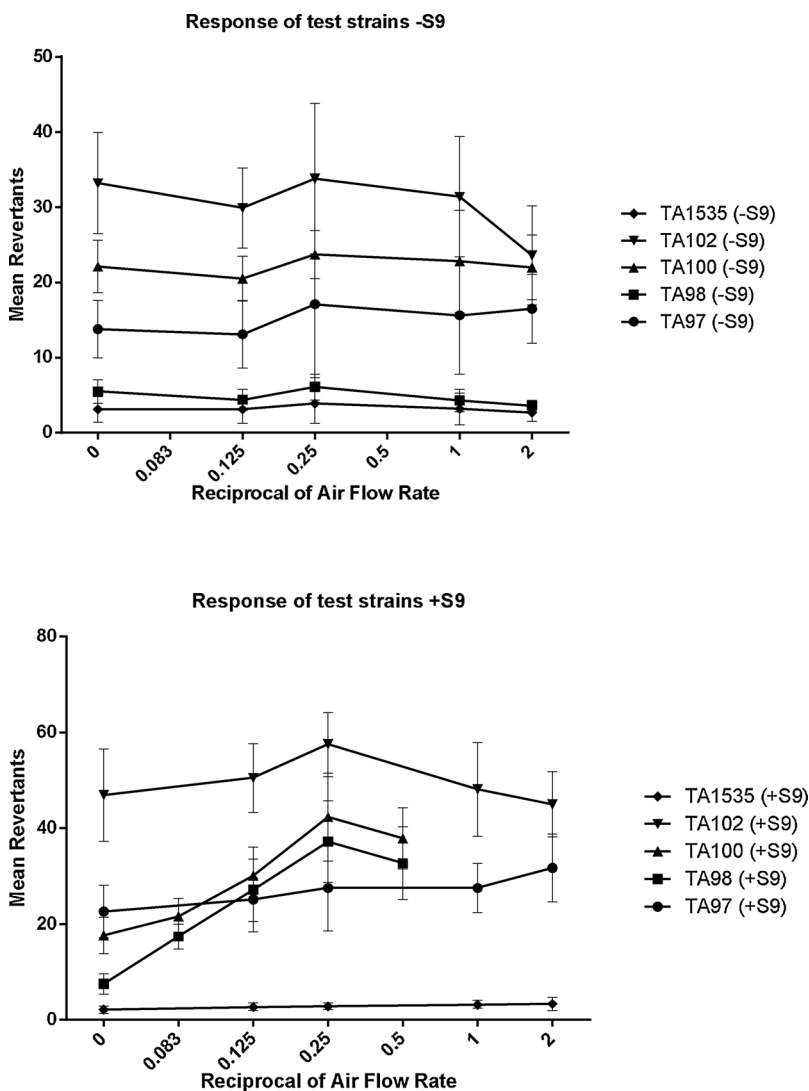 Response of test strains -S9
50
40
30
20
10
0
Mean Revertants
0
0.083
0.125
0.25
0.5
1
2
Reciprocal of Air Flow Rate
TA1535 (-S9)
TA102 (-S9)
TA100 (-S9)
TA98 (-S9)
TA97 (-S9)
Response of test strains +S9
80
60
40
20
0
Mean Revertants
0
0.083
0.125
0.25
0.5
1
2
Reciprocal of Air Flow Rate
TA1535 (+S9)
TA102 (+S9)
TA100 (+S9)
TA98 (+S9)
TA97 (+S9)